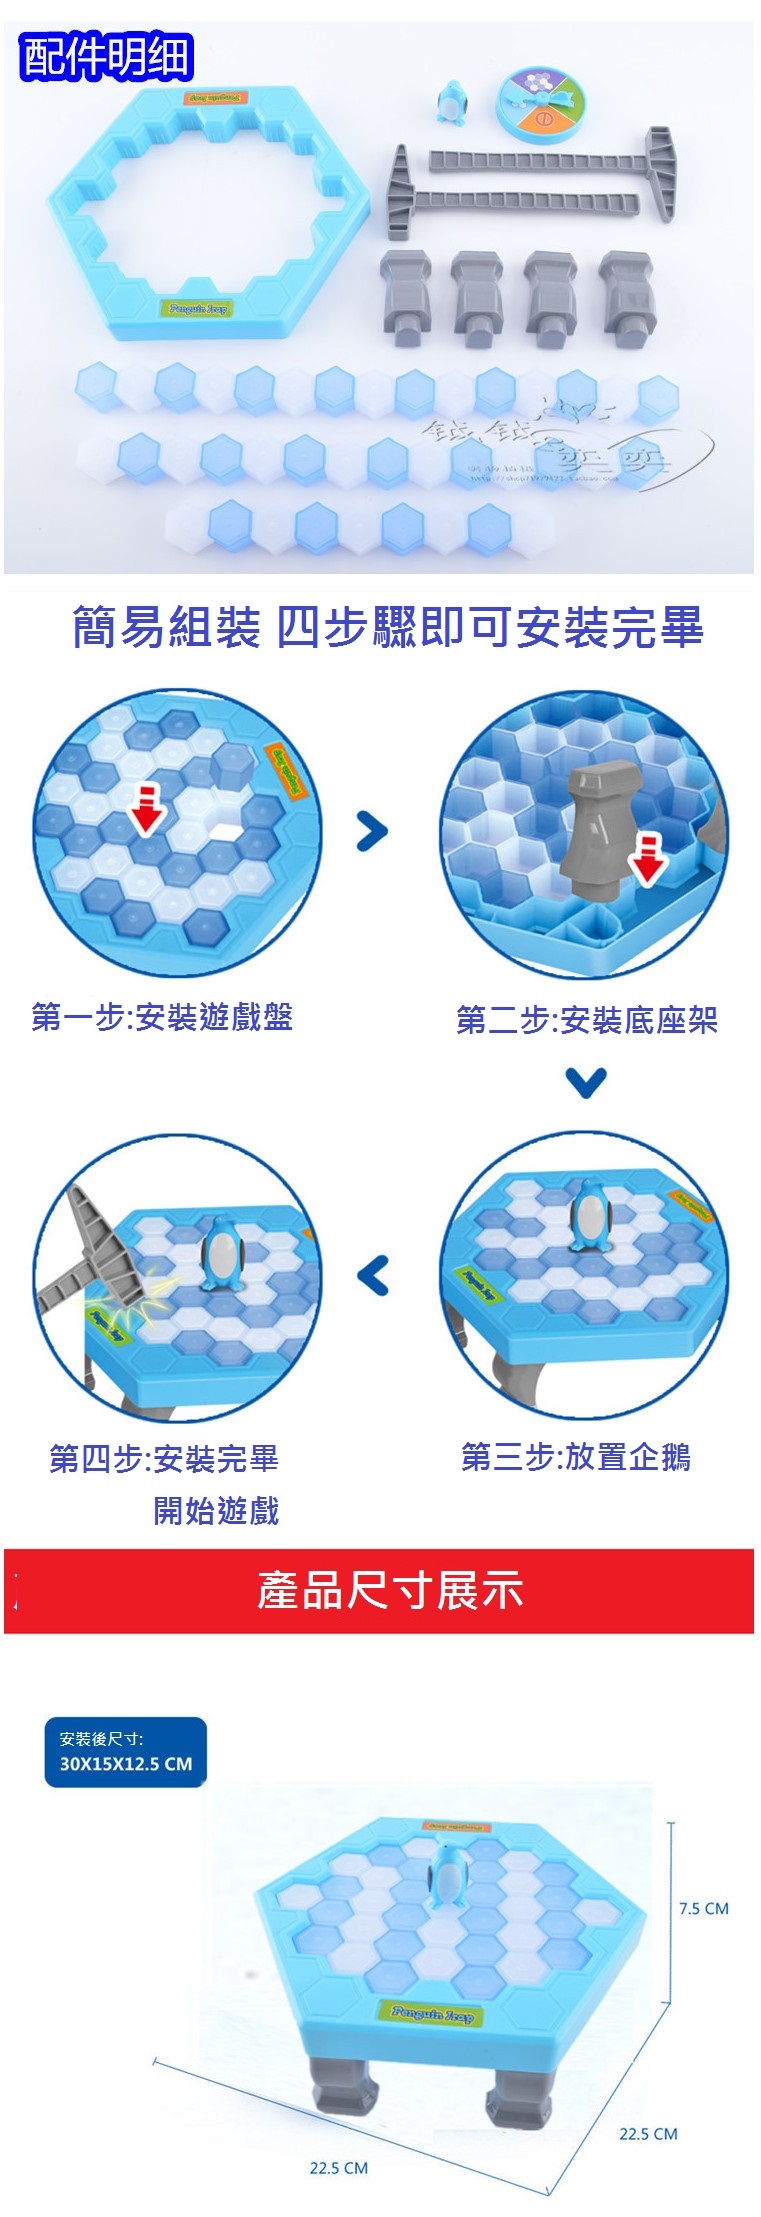 配件明细
Penguin Trap
Penguin Trap
簡易組裝 四步驟即可安裝完畢
第一步:安裝遊戲盤
第二步:安裝底座架
第四步:安裝完畢
開始遊戲
第三步:放置企鵝
產品尺寸展示
安裝後尺寸:
30X15X12.5 CM
7.5 CM
Penguin Trap
22.5 CM
22.5 CM